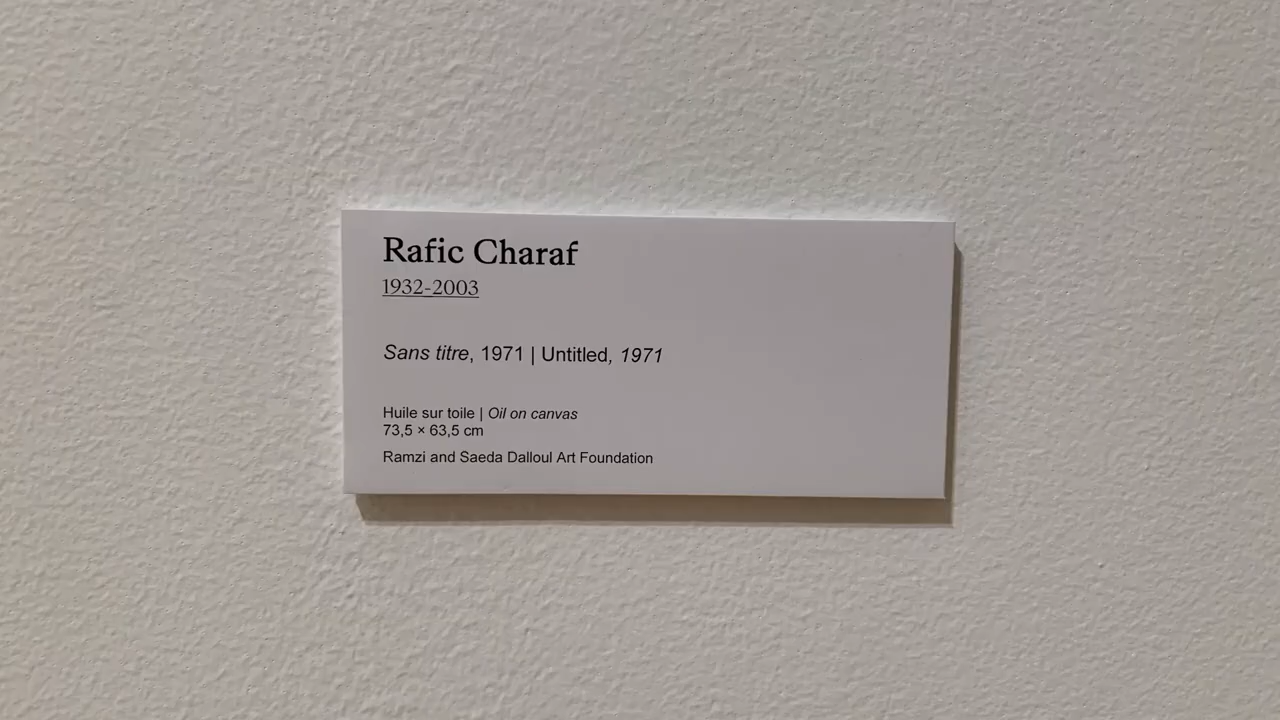 Rafic Charaf
1932-2003
Sans titre, 1971 | Untitled, 1971
Huile sur toile | Oil on canvas
73,5 × 63,5 cm
Ramzi and Saeda Dalloul Art Foundation